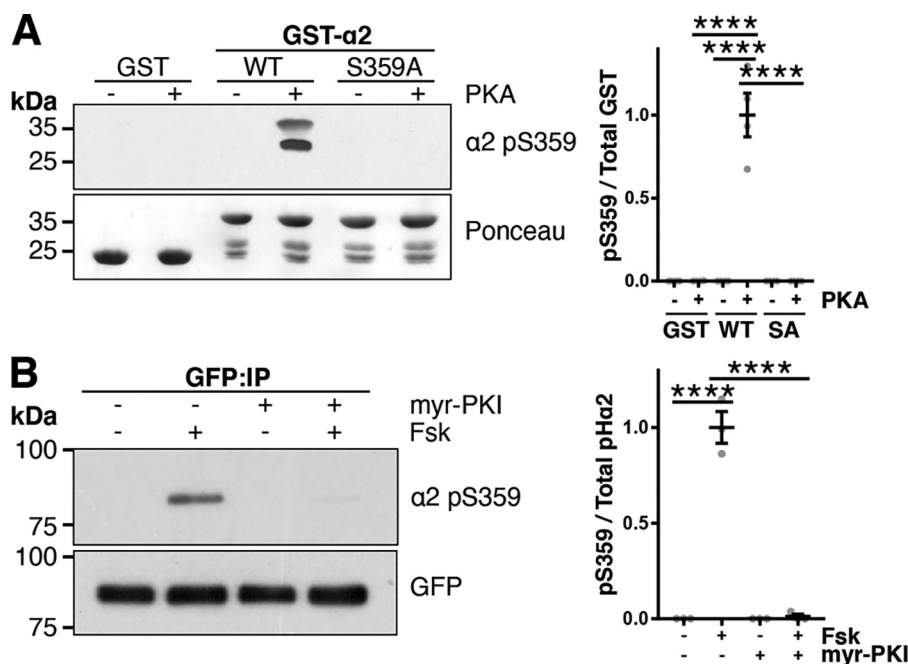 A
GST-α2
GST WT S359A
kDa - + - + - + PKA
35
25
α2 pS359
35
25
Ponceau
pS359 / Total GST
1.0
0.5
0.0
****
****
****
- + - + - + PKA
GST WT SA
B
GFP:IP
kDa
- - + + myr-PKI
- + - + Fsk
100
75
α2 pS359
100
75
GFP
pS359 / Total pHα2
1.0
0.5
0.0
****
****
- + - + Fsk
- - + + myr-PKI